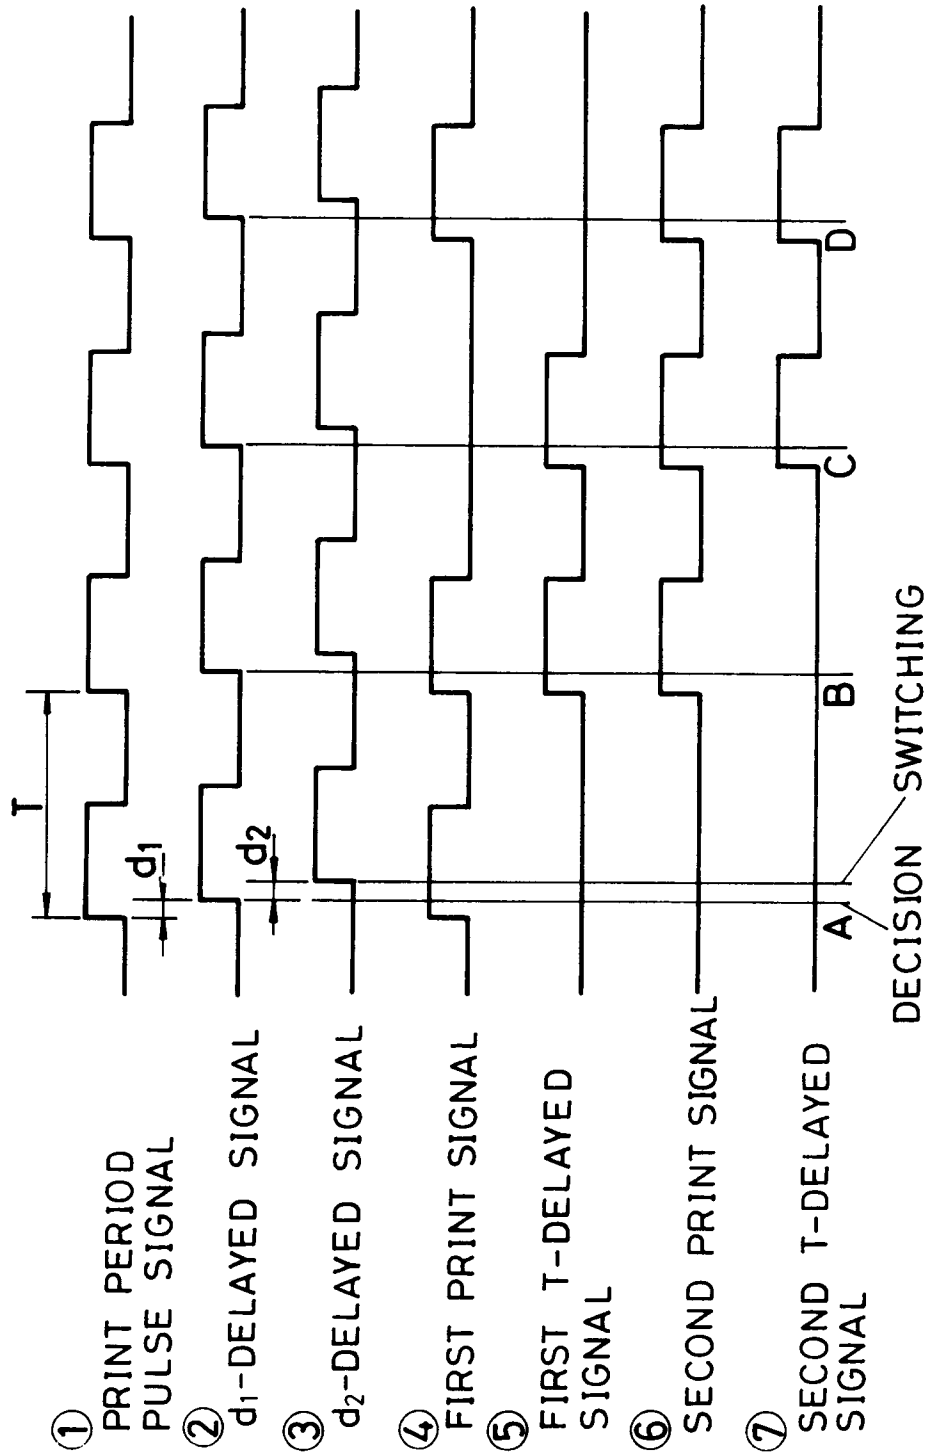 ① PRINT PERIOD
PULSE SIGNAL
T
d₁
② d₁-DELAYED SIGNAL
d₂
③ d₂-DELAYED SIGNAL
④ FIRST PRINT SIGNAL
⑤ FIRST T-DELAYED
SIGNAL
⑥ SECOND PRINT SIGNAL
⑦ SECOND T-DELAYED
SIGNAL
A B C D
DECISION SWITCHING